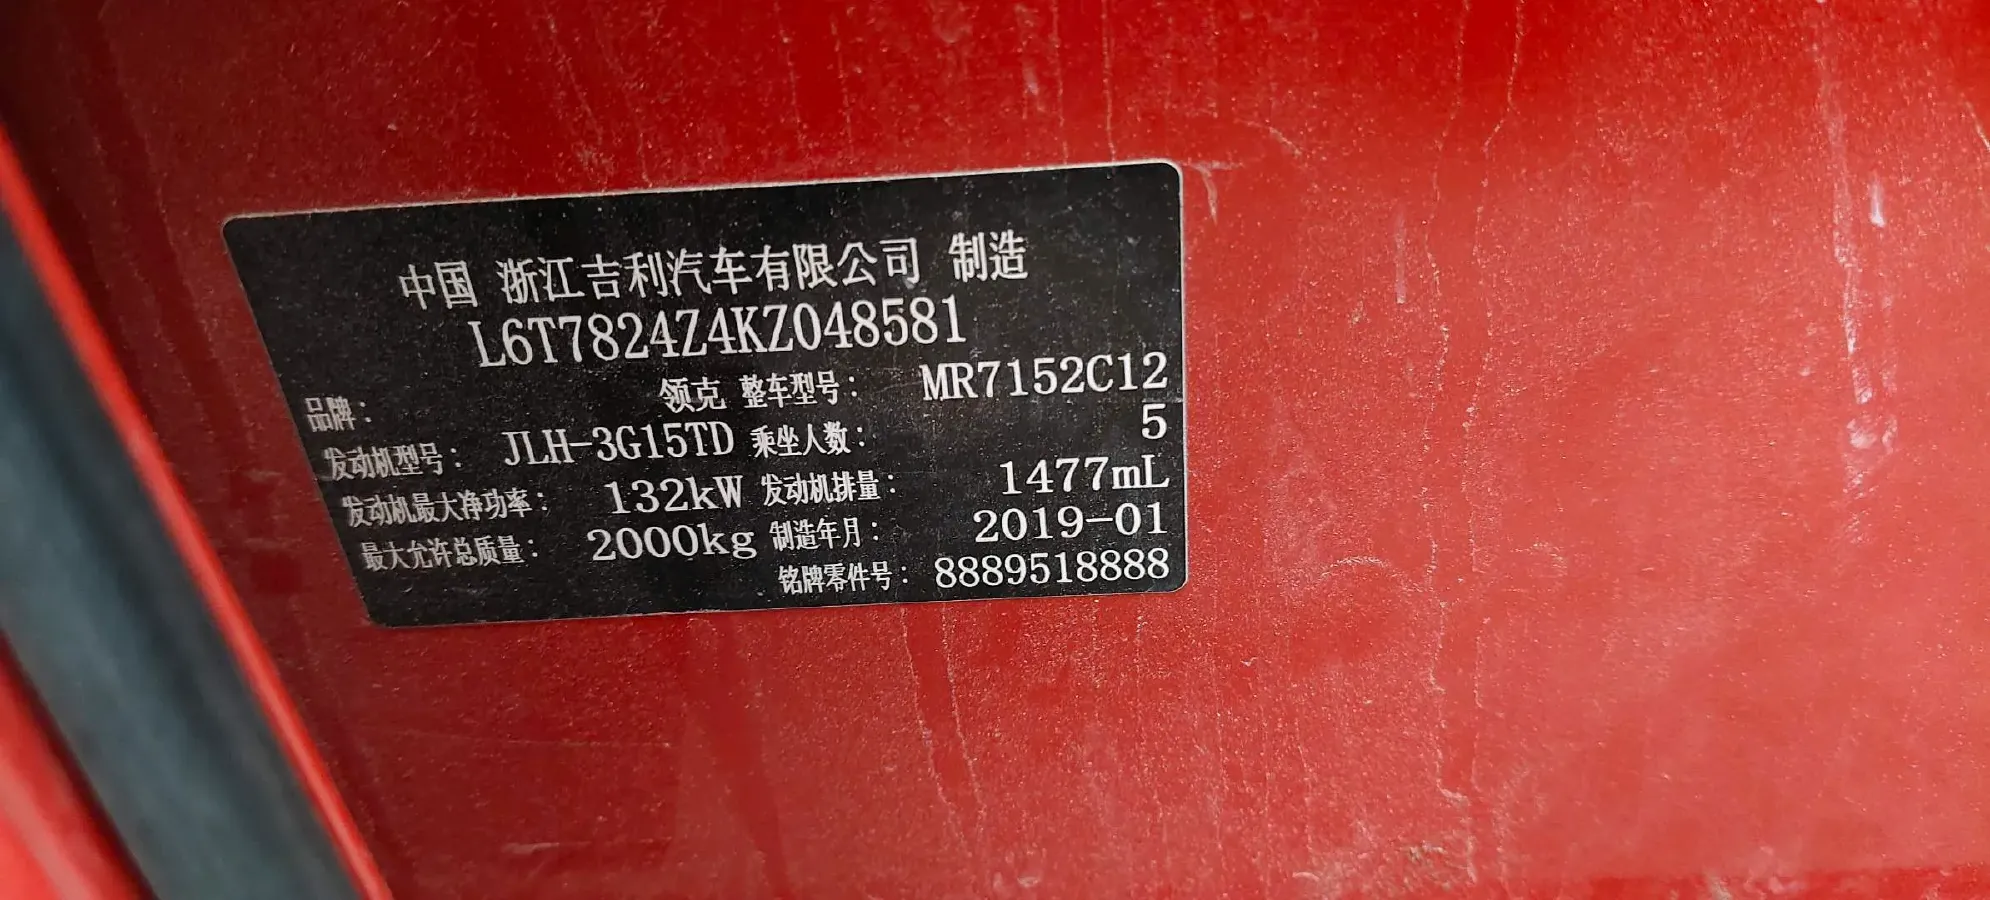 中国 浙江吉利汽车有限公司 制造
L6T7824Z4KZ048581
品牌： 领克 整车型号： MR7152C12
发动机型号： JLH-3G15TD 乘坐人数： 5
发动机最大净功率： 132kW 发动机排量： 1477mL
最大允许总质量： 2000kg 制造年月： 2019-01
铭牌零件号： 8889518888